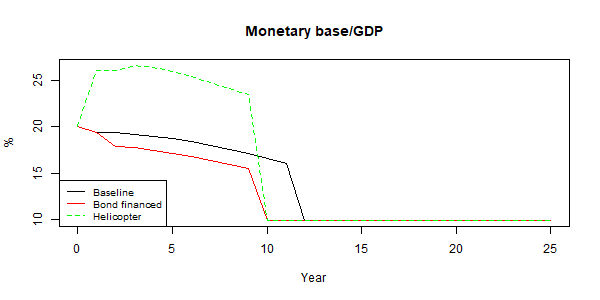 Monetary base/GDP
%
25
20
15
10
Baseline
Bond financed
Helicopter
0 5 10 15 20 25
Year